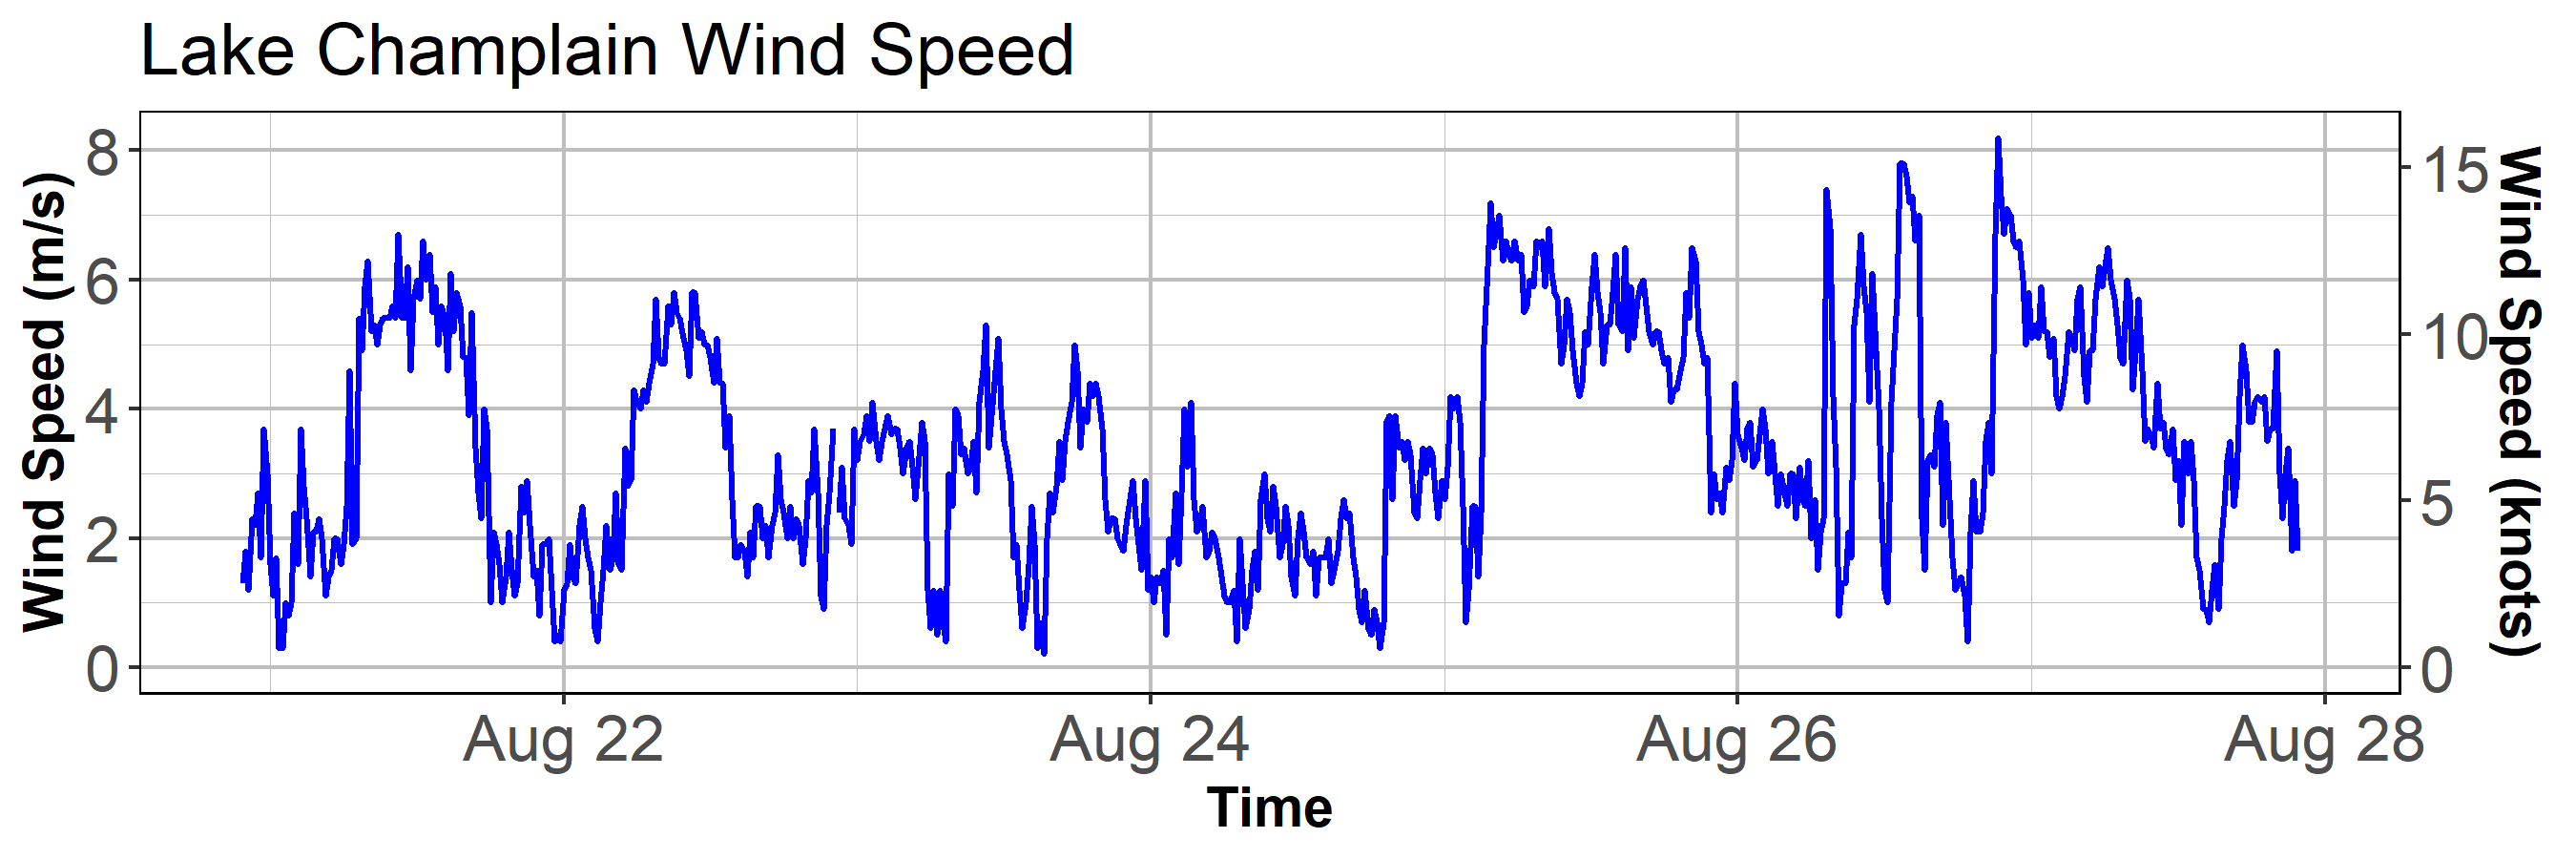 Lake Champlain Wind Speed
Wind Speed (m/s)
8
6
4
2
0
15
10
5
0
Wind Speed (knots)
Aug 22
Aug 24
Aug 26
Aug 28
Time